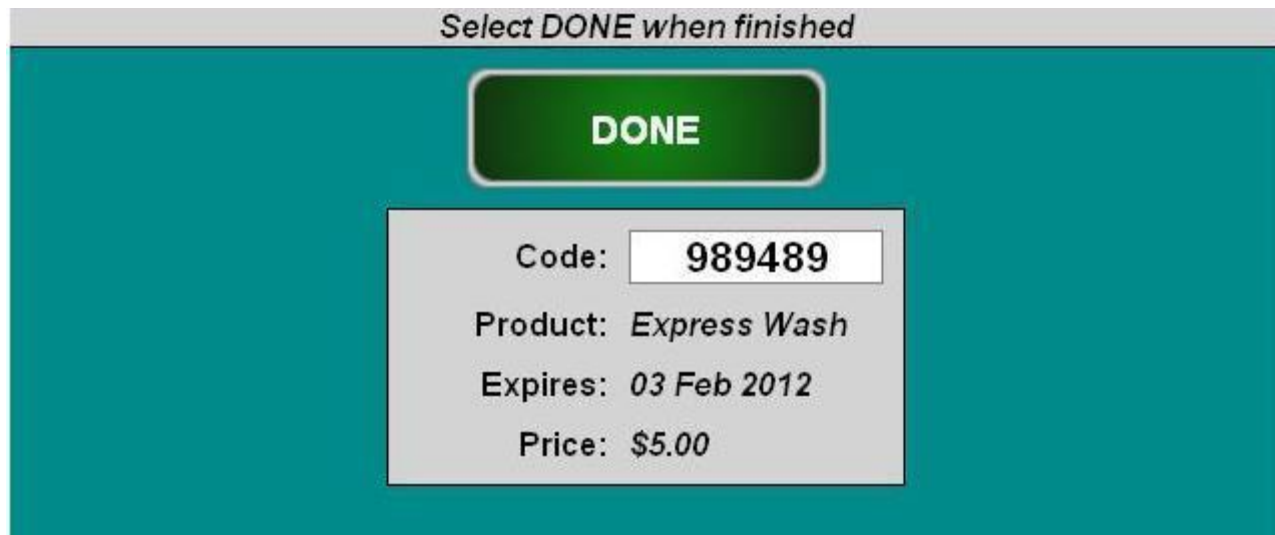 Select DONE when finished
DONE
Code: 989489
Product: Express Wash
Expires: 03 Feb 2012
Price: $5.00